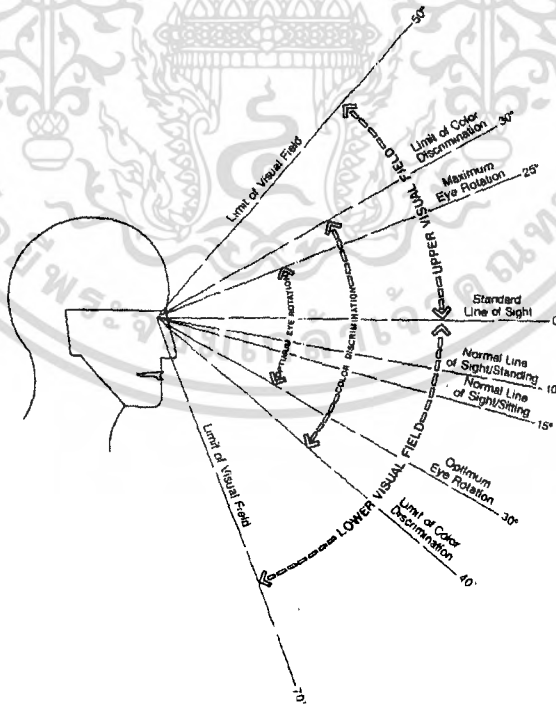 50°
Limit of Visual Field
Limit of Color
Discrimination
30°
Maximum
Eye Rotation
25°
UPPER VISUAL FIELD
OPTIMUM EYE ROTATION
COLOR DISCRIMINATION
Standard
Line of Sight
0
Normal Line
of Sight/Standing
10
Normal Line
of Sight/Sitting
15°
Optimum
Eye Rotation
30°
Limit of Color
Discrimination
40°
LOWER VISUAL FIELD
Limit of Visual Field
70°